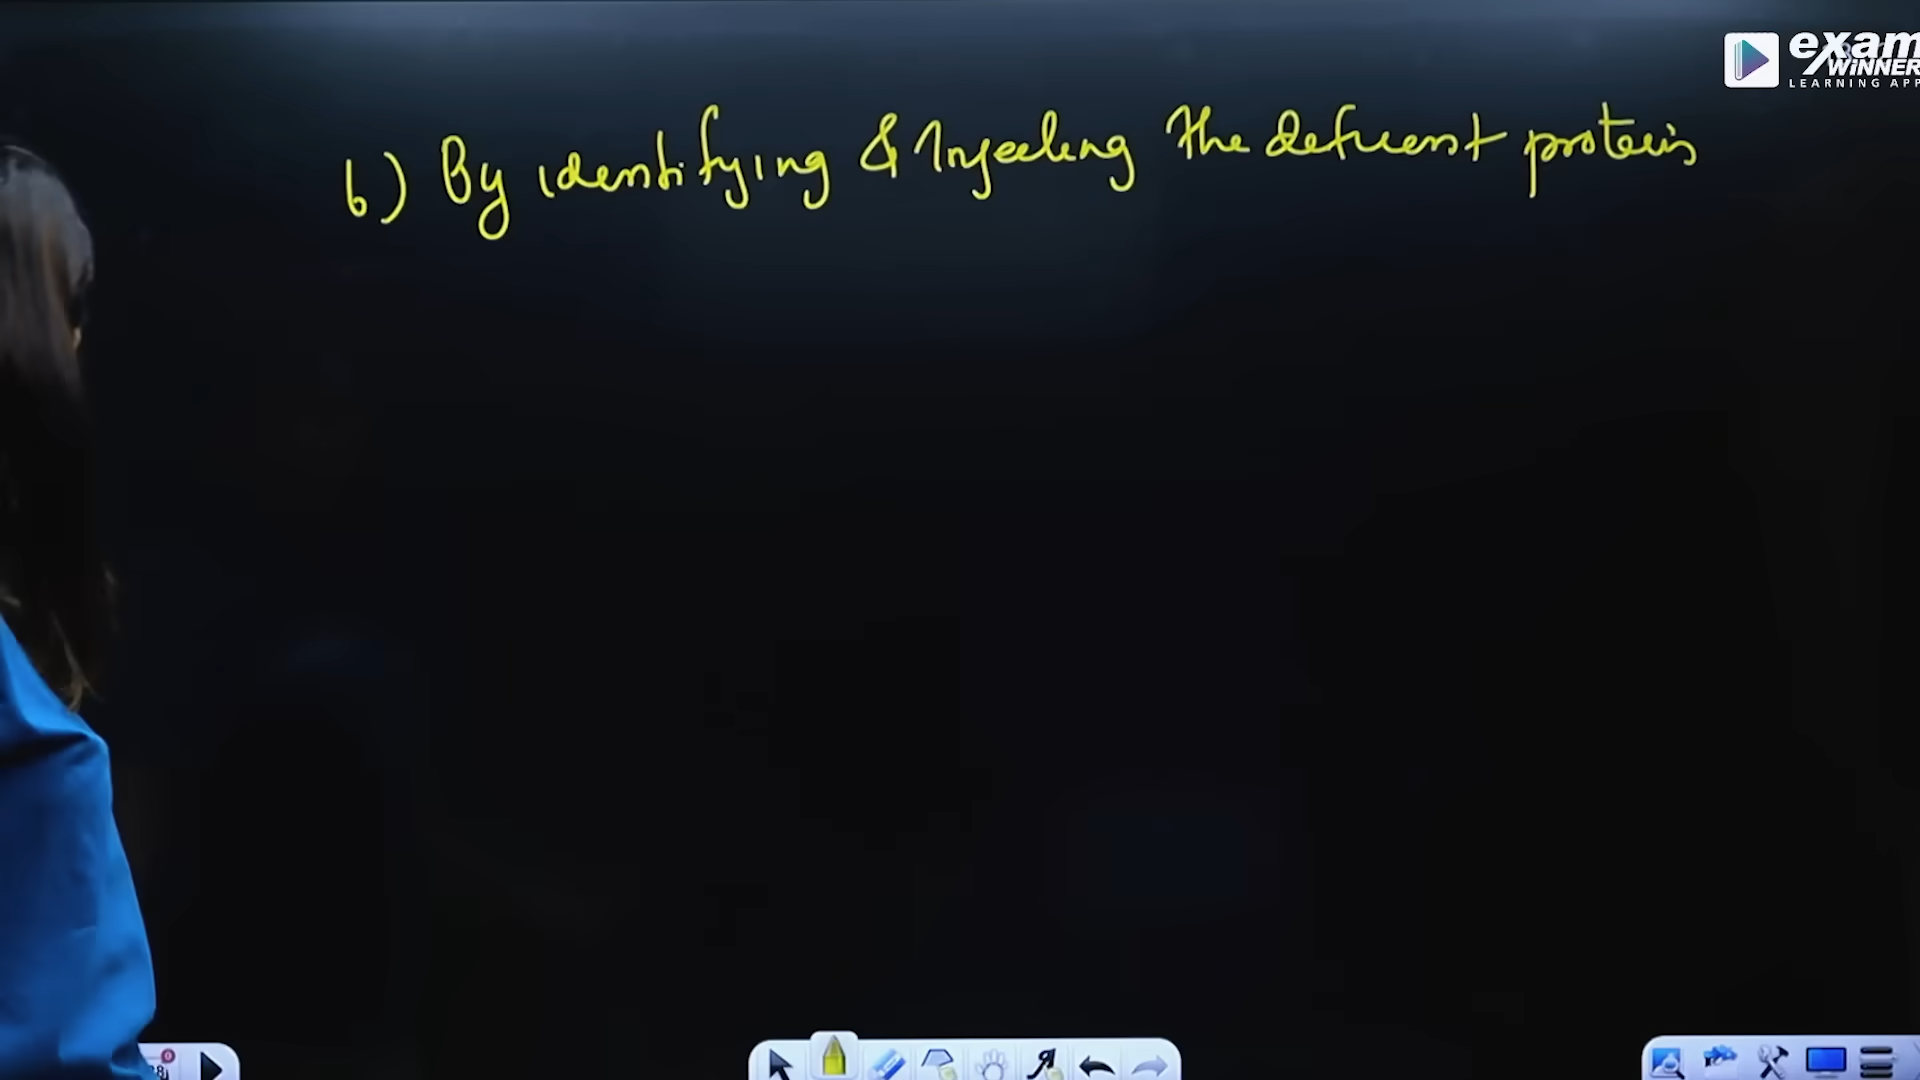 exam
WiNNER
LEARNING APP
b) By identifying & Injecting the deficient proteins